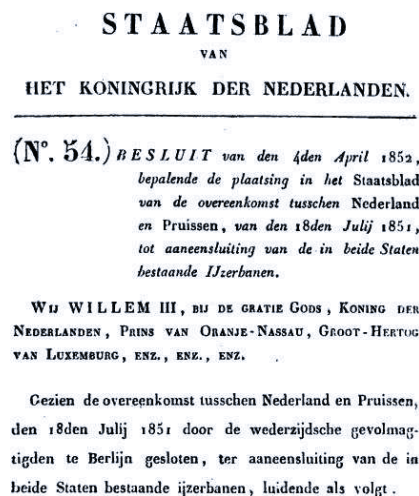 STAATSBLAD
VAN
HET KONINGRIJK DER NEDERLANDEN.
(N°. 54.) BESLUIT van den 4den April 1852,
bepalende de plaatsing in het Staatsblad
van de overeenkomst tusschen Nederland
en Pruissen, van den 18den Julij 1851,
tot aaneensluiting van de in beide Staten
bestaande IJzerbanen.
WIJ WILLEM III, BIJ DE GRATIE GODS, KONING DER
NEDERLANDEN, PRINS VAN ORANJE-NASSAU, GROOT-HERTOG
VAN LUXEMBURG, ENZ., ENZ., ENZ.
Gezien de overeenkomst tusschen Nederland en Pruissen,
den 18den Julij 1851 door de wederzijdsche gevolmag-
tigden te Berlijn gesloten, ter aaneensluiting van de in
beide Staten bestaande ijzerbanen, luidende als volgt.